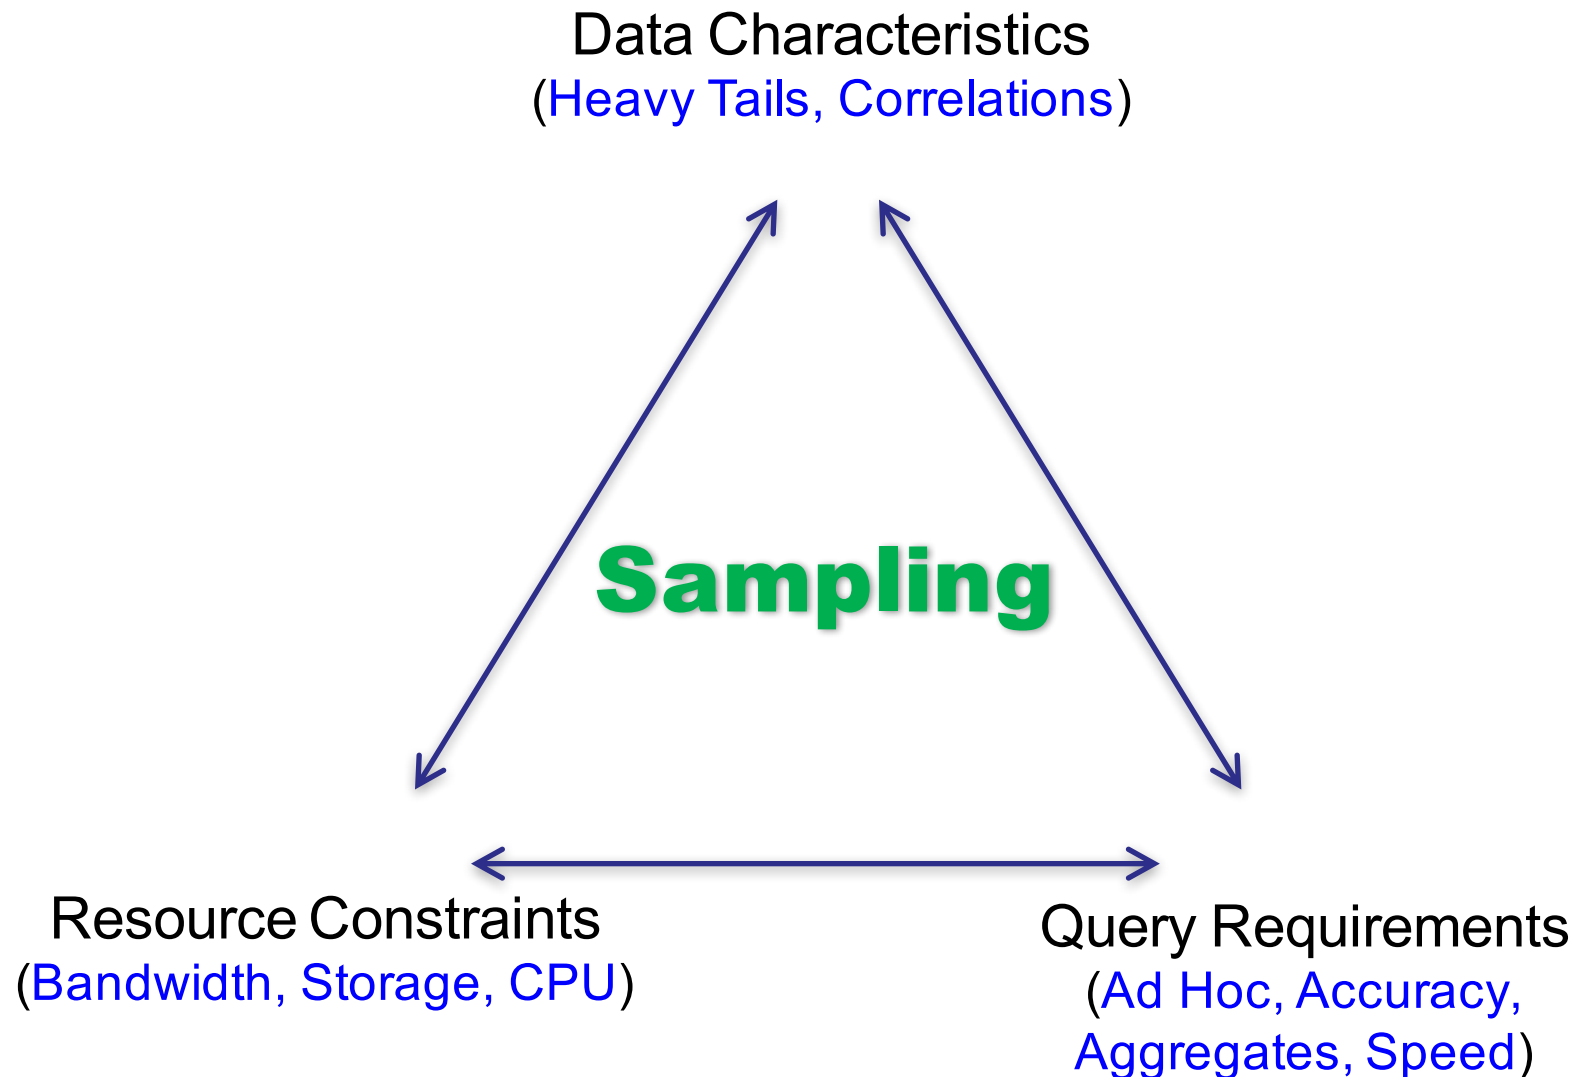 Data Characteristics
(Heavy Tails, Correlations)
Sampling
Resource Constraints
(Bandwidth, Storage, CPU)
Query Requirements
(Ad Hoc, Accuracy,
Aggregates, Speed)